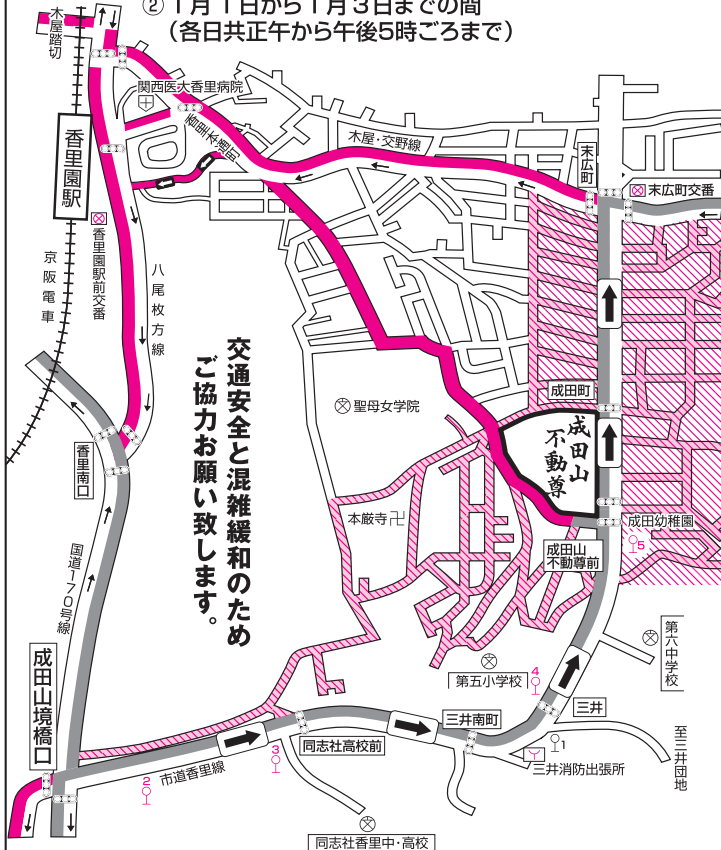 ② 1月1日から1月3日までの間
（各日共正午から午後5時ごろまで）
木屋踏切
関西医大香里病院
香里本通町
木屋・交野線
末広町
末広町交番
香里園駅
香里園駅前交番
京阪電車
八尾枚方線
交通安全と混雑緩和のため
ご協力お願い致します。
聖母女学院
成田町
成田山
不動尊
香里南口
本厳寺
成田幼稚園
5
成田山
不動尊前
国道170号線
第六中学校
第五小学校
4
成田山境橋口
三井南町
三井
同志社高校前
1
三井消防出張所
至三井団地
市道香里線
2
3
同志社香里中・高校